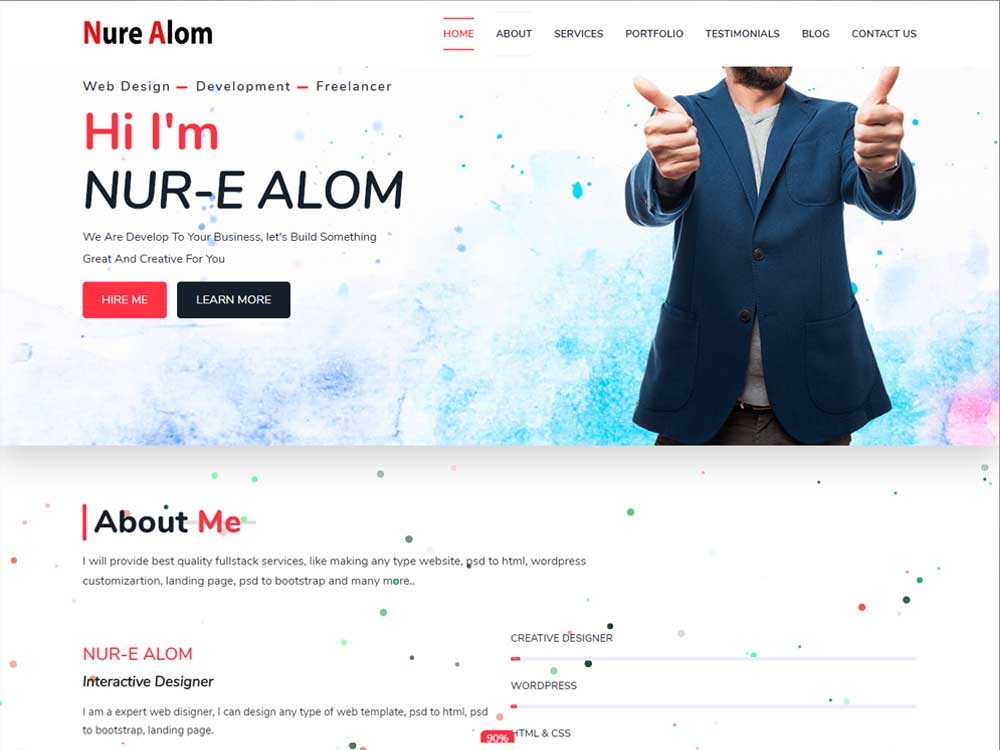 Nure Alom
HOME ABOUT SERVICES PORTFOLIO TESTIMONIALS BLOG CONTACT US
Web Design — Development — Freelancer
Hi I'm
NUR-E ALOM
We Are Develop To Your Business, let's Build Something
Great And Creative For You
HIRE ME LEARN MORE
About Me
I will provide best quality fullstack services, like making any type website, psd to html, wordpress
customizartion, landing page, psd to bootstrap and many more..
NUR-E ALOM
Interactive Designer
I am a expert web disigner, I can design any type of web template, psd to html, psd
to bootstrap, landing page.
CREATIVE DESIGNER
WORDPRESS
90%
HTML & CSS